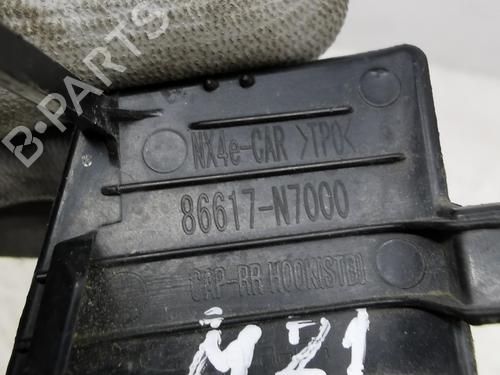 B-PARTS
NX4e-CAR >TPO<
86617-N7000
CAP-RR HOOK(STD)